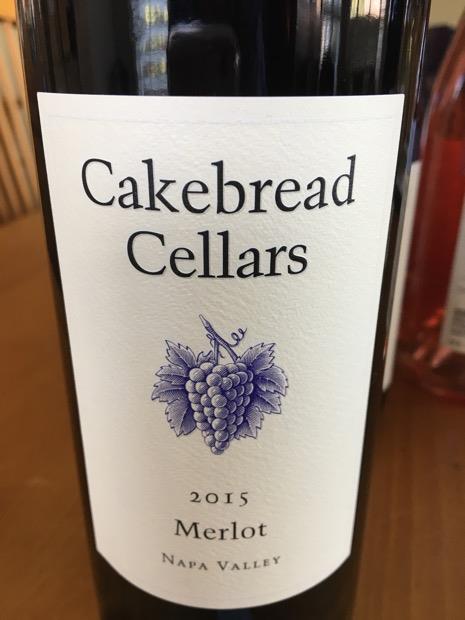 Cakebread
Cellars
2015
Merlot
NAPA VALLEY